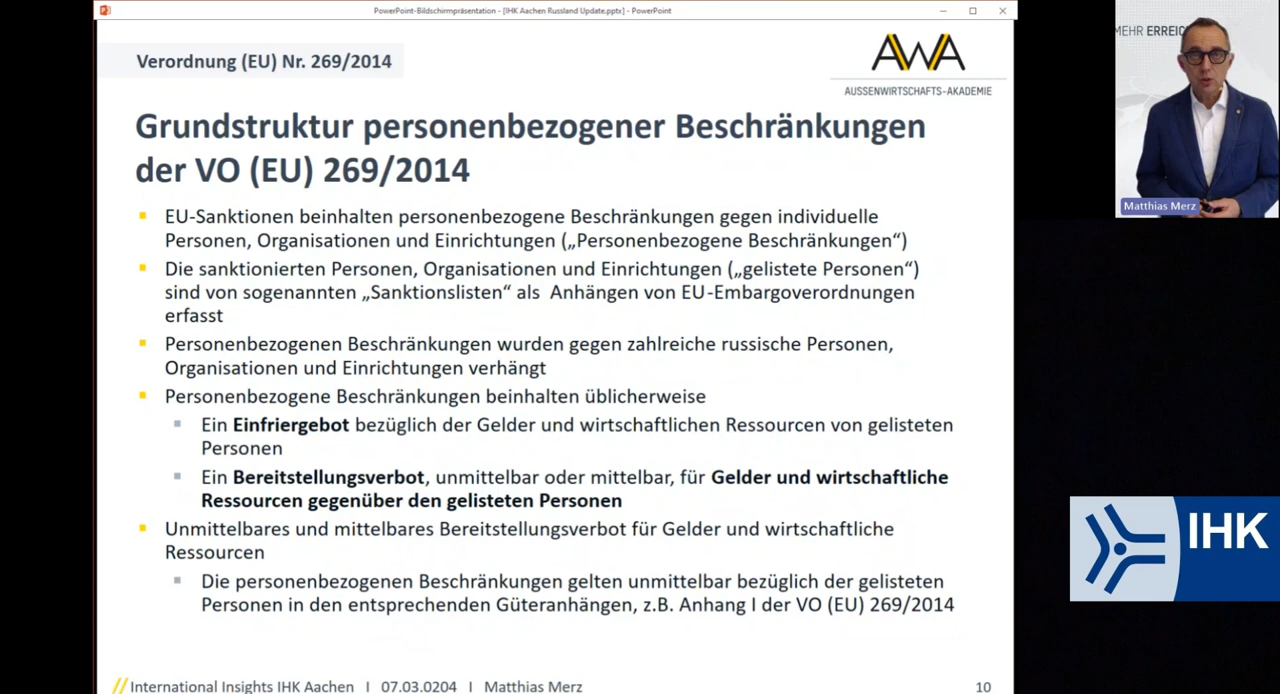 PowerPoint-Bildschirmpräsentation - [IHK Aachen Russland Update.pptx] - PowerPoint
MEHR ERREIC
Verordnung (EU) Nr. 269/2014
AWA
AUSSENWIRTSCHAFTS-AKADEMIE
Grundstruktur personenbezogener Beschränkungen
der VO (EU) 269/2014
Matthias Merz
EU-Sanktionen beinhalten personenbezogene Beschränkungen gegen individuelle
Personen, Organisationen und Einrichtungen („Personenbezogene Beschränkungen“)
Die sanktionierten Personen, Organisationen und Einrichtungen („gelistete Personen“)
sind von sogenannten „Sanktionslisten“ als Anhängen von EU-Embargoverordnungen
erfasst
Personenbezogenen Beschränkungen wurden gegen zahlreiche russische Personen,
Organisationen und Einrichtungen verhängt
Personenbezogene Beschränkungen beinhalten üblicherweise
Ein Einfriergebot bezüglich der Gelder und wirtschaftlichen Ressourcen von gelisteten
Personen
Ein Bereitstellungsverbot, unmittelbar oder mittelbar, für Gelder und wirtschaftliche
Ressourcen gegenüber den gelisteten Personen
Unmittelbares und mittelbares Bereitstellungsverbot für Gelder und wirtschaftliche
Ressourcen
Die personenbezogenen Beschränkungen gelten unmittelbar bezüglich der gelisteten
Personen in den entsprechenden Güteranhängen, z.B. Anhang I der VO (EU) 269/2014
IHK
// International Insights IHK Aachen I 07.03.0204 I Matthias Merz
10